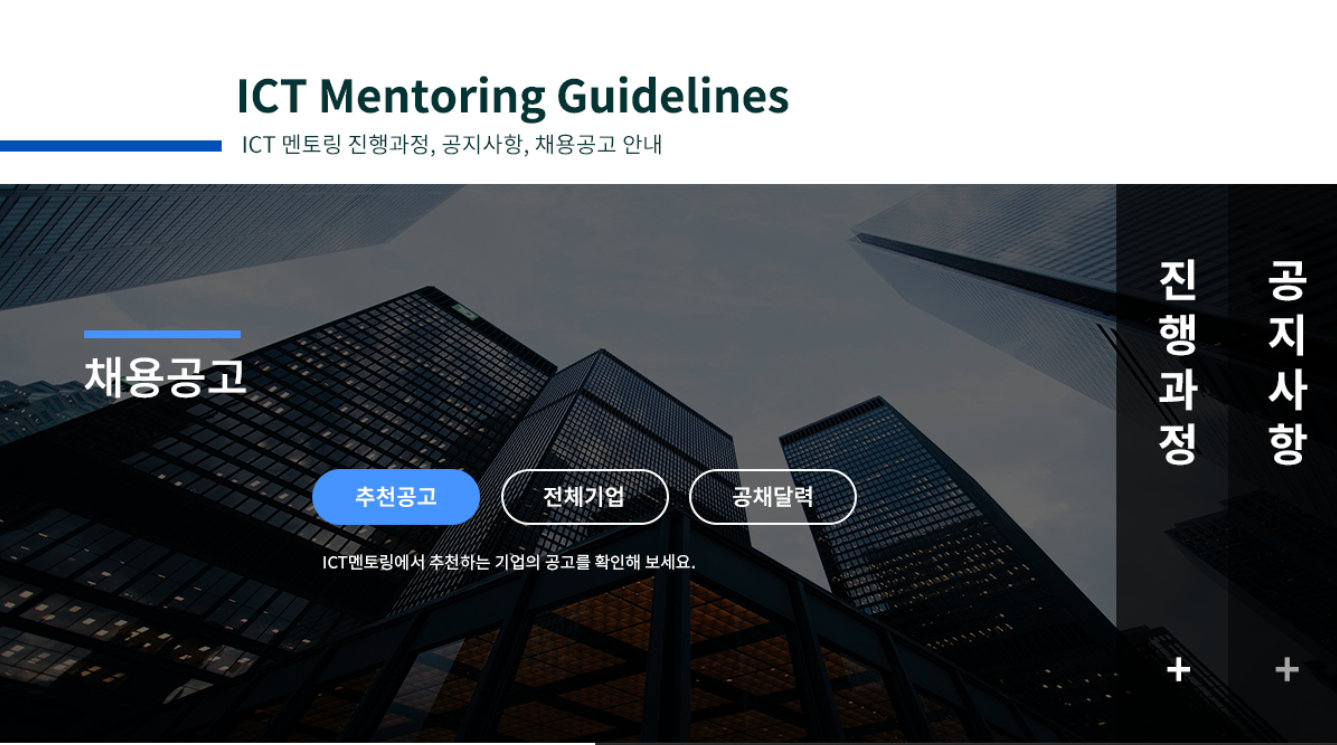 ICT Mentoring Guidelines
ICT 멘토링 진행과정, 공지사항, 채용공고 안내
채용공고
추천공고
전체기업
공채달력
ICT멘토링에서 추천하는 기업의 공고를 확인해 보세요.
진행과정
+
공지사항
+